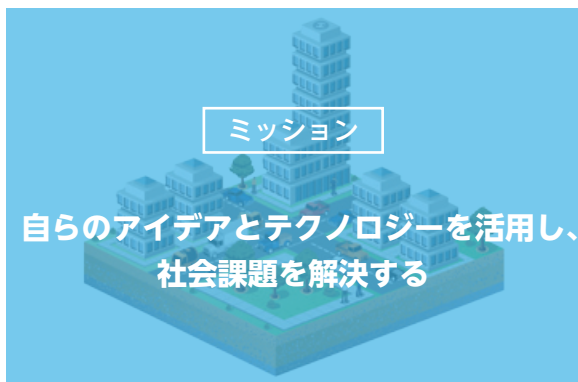 ミッション
自らのアイデアとテクノロジーを活用し、
社会課題を解決する